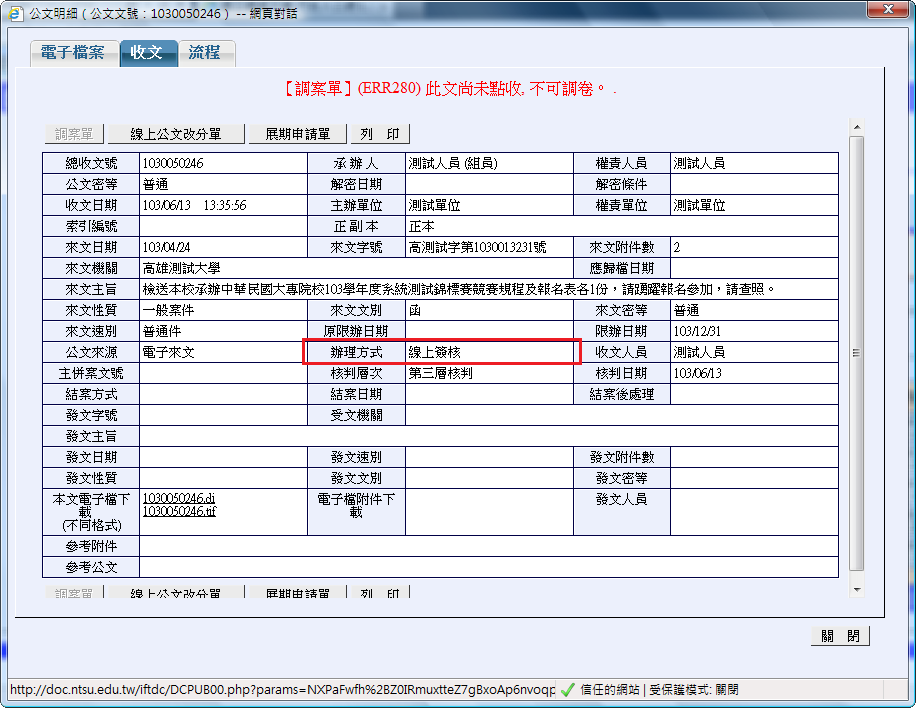 公文明細（公文文號：1030050246）-- 網頁對話
電子檔案 收文 流程
【調案單】(ERR280) 此文尚未點收, 不可調卷。.
調案單 線上公文改分單 展期申請單 列 印
總收文號 1030050246 承 辦 人 測試人員 (組員) 權責人員 測試人員
公文密等 普通 解密日期 解密條件
收文日期 103/06/13 13:35:56 主辦單位 測試單位 權責單位 測試單位
索引編號 正 副 本 正本
來文日期 103/04/24 來文字號 高測試字第1030013231號 來文附件數 2
來文機關 高雄測試大學 應歸檔日期
來文主旨 檢送本校承辦中華民國大專院校103學年度系統測試錦標賽競賽規程及報名表各1份，請踴躍報名參加，請查照。
來文性質 一般案件 來文文別 函 來文密等 普通
來文速別 普通件 原限辦日期 限辦日期 103/12/31
公文來源 電子來文 辦理方式 線上簽核 收文人員 測試人員
主併案文號 核判層次 第三層核判 核判日期 103/06/13
結案方式 結案日期 結案後處理
發文字號 受文機關
發文主旨
發文日期 發文速別 發文附件數
發文性質 發文文別 發文密等
本文電子檔下 1030050246.di 電子檔附件下 發文人員
載 1030050246.tif 載
(不同格式)
參考附件
參考公文
調案單 線上公文改分單 展期申請單 列 印
關 閉
http://doc.ntsu.edu.tw/iftdc/DCPUB00.php?params=NXPaFwfh%2BZ0IRmuxtteZ7gBxoAp6nvoqp 信任的網站 | 受保護模式: 關閉